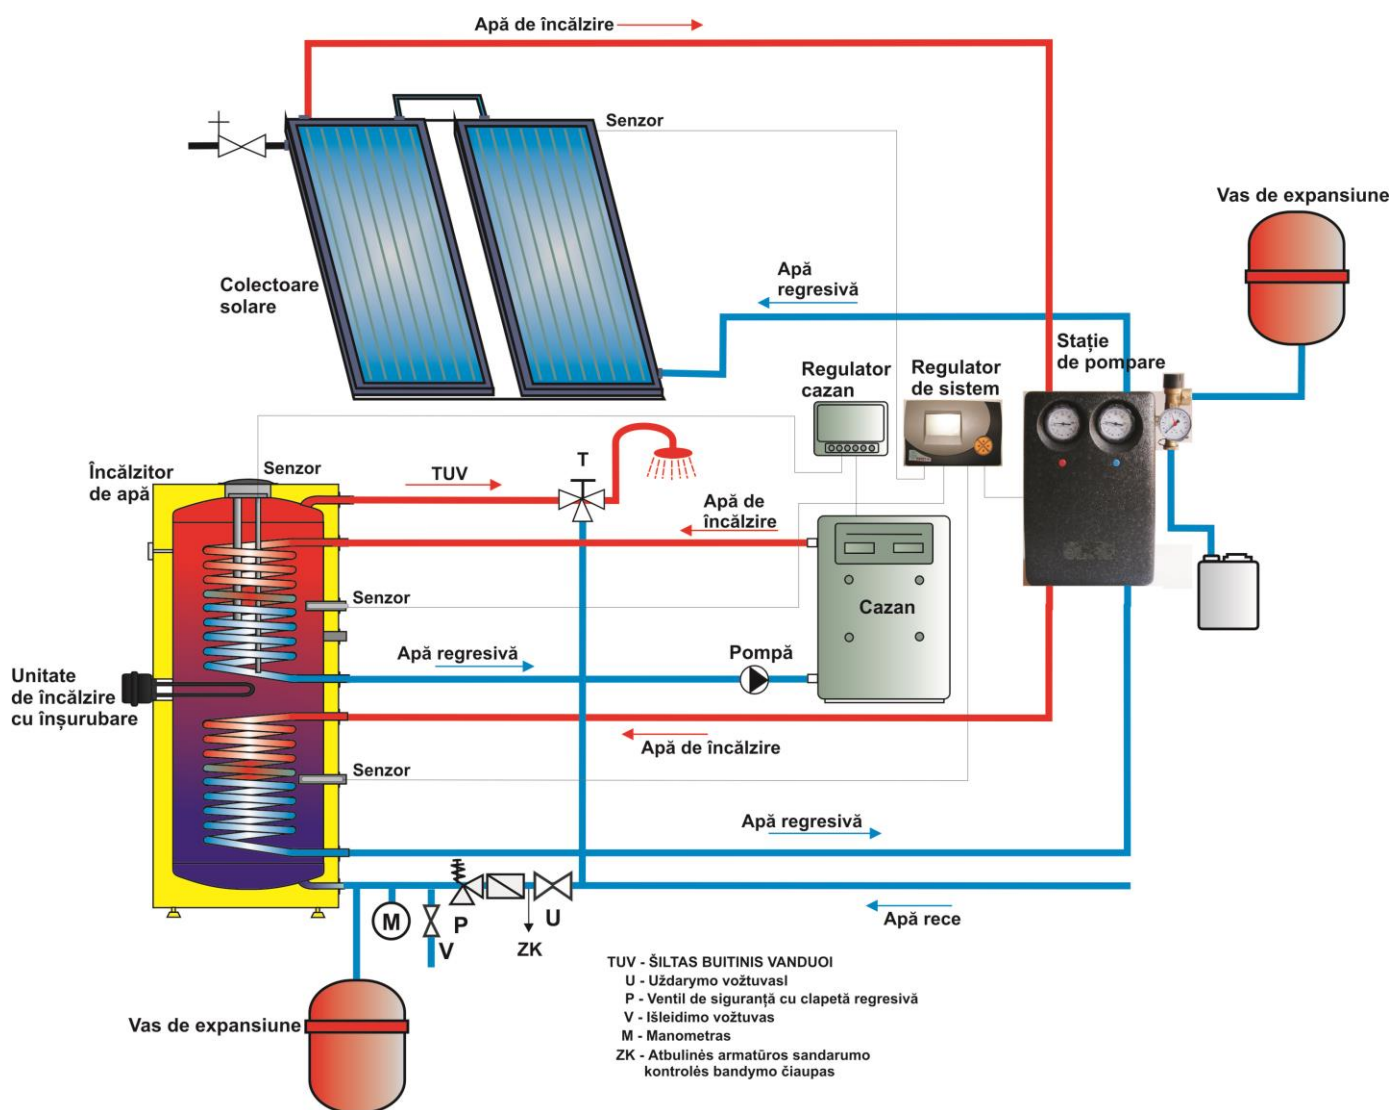 Apă de încălzire
Senzor
Vas de expansiune
Colectoare
solare
Apă
regresivă
Stație
de pompare
Regulator
cazan
Regulator
de sistem
Încălzitor
de apă
Senzor
TUV
T
Apă de
încălzire
Senzor
Cazan
Apă regresivă
Pompă
Unitate
de încălzire
cu înșurubare
Apă de încălzire
Senzor
Apă regresivă
M
V
P
ZK
U
Apă rece
Vas de expansiune
TUV - ŠILTAS BUITINIS VANDUOI
U - Uždarymo vožtuvasl
P - Ventil de siguranță cu clapetă regresivă
V - Išleidimo vožtuvas
M - Manometras
ZK - Atbulinės armatūros sandarumo
kontrolės bandymo čiaupas